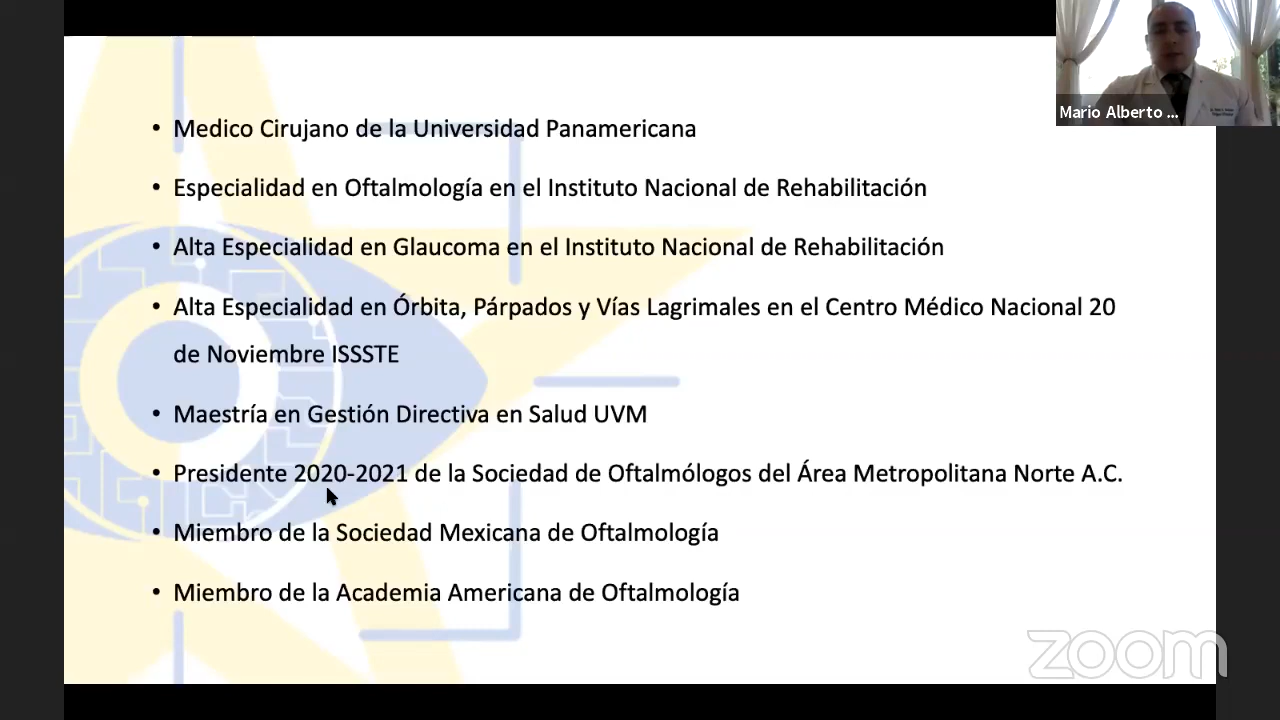 • Medico Cirujano de la Universidad Panamericana
• Especialidad en Oftalmología en el Instituto Nacional de Rehabilitación
• Alta Especialidad en Glaucoma en el Instituto Nacional de Rehabilitación
• Alta Especialidad en Órbita, Párpados y Vías Lagrimales en el Centro Médico Nacional 20
de Noviembre ISSSTE
• Maestría en Gestión Directiva en Salud UVM
• Presidente 2020-2021 de la Sociedad de Oftalmólogos del Área Metropolitana Norte A.C.
• Miembro de la Sociedad Mexicana de Oftalmología
• Miembro de la Academia Americana de Oftalmología
Mario Alberto ...
zoom